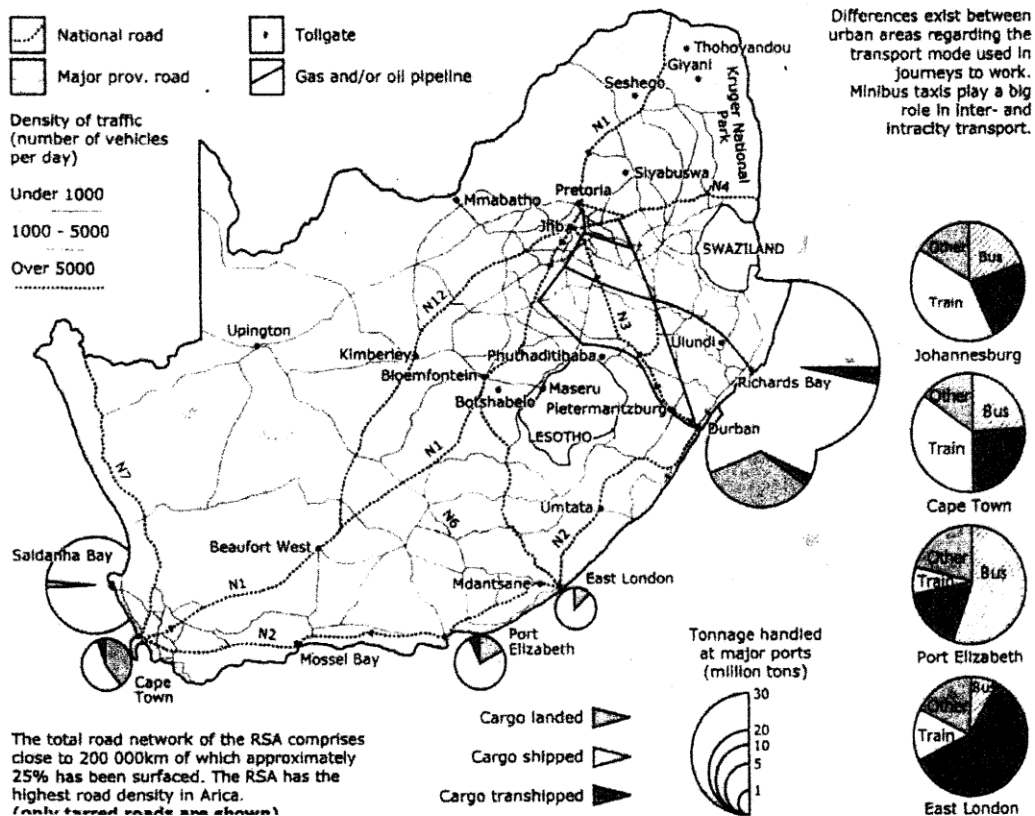 National road
Tollgate
Major prov. road
Gas and/or oil pipeline
Density of traffic
(number of vehicles
per day)
Under 1000
1000 - 5000
Over 5000
Differences exist between
urban areas regarding the
transport mode used in
journeys to work.
Minibus taxis play a big
role in inter- and
intracity transport.
Thohoyandou
Giyani
Seshego
Kruger National
Park
N1
Siyabuswa
Pretoria
N4
Mmabatho
Jhb
SWAZILAND
N12
N3
Upington
Ulundi
Kimberley
Phuthaditjhaba
Bloemfontein
Richards Bay
Maseru
Botshabelo
Pietermaritzburg
Durban
LESOTHO
N1
N7
Umtata
N6
N2
Saldanha Bay
Beaufort West
Mdantsane
East London
N1
N2
Port
Elizabeth
Mossel Bay
Cape
Town
Other
Bus
Train
Johannesburg
Other
Bus
Train
Cape Town
Other
Bus
Train
Port Elizabeth
Bus
Other
Train
East London
Tonnage handled
at major ports
(million tons)
30
20
10
5
1
Cargo landed
Cargo shipped
Cargo transhipped
The total road network of the RSA comprises
close to 200 000km of which approximately
25% has been surfaced. The RSA has the
highest road density in Arica.
(only tarred roads are shown)